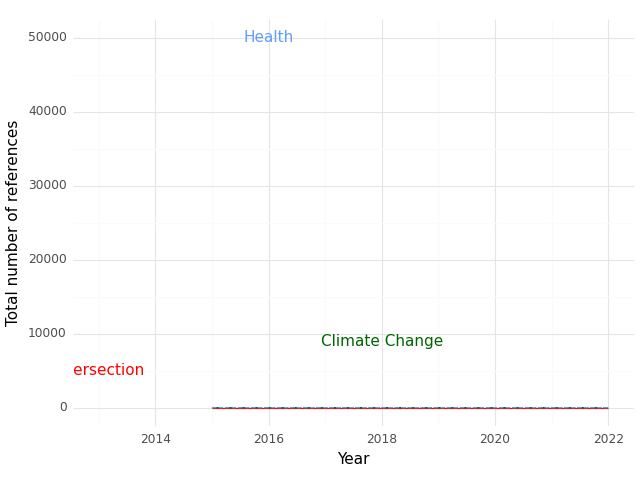 50000
Health
40000
30000
20000
10000
Climate Change
ersection
0
Total number of references
2014
2016
2018
2020
2022
Year